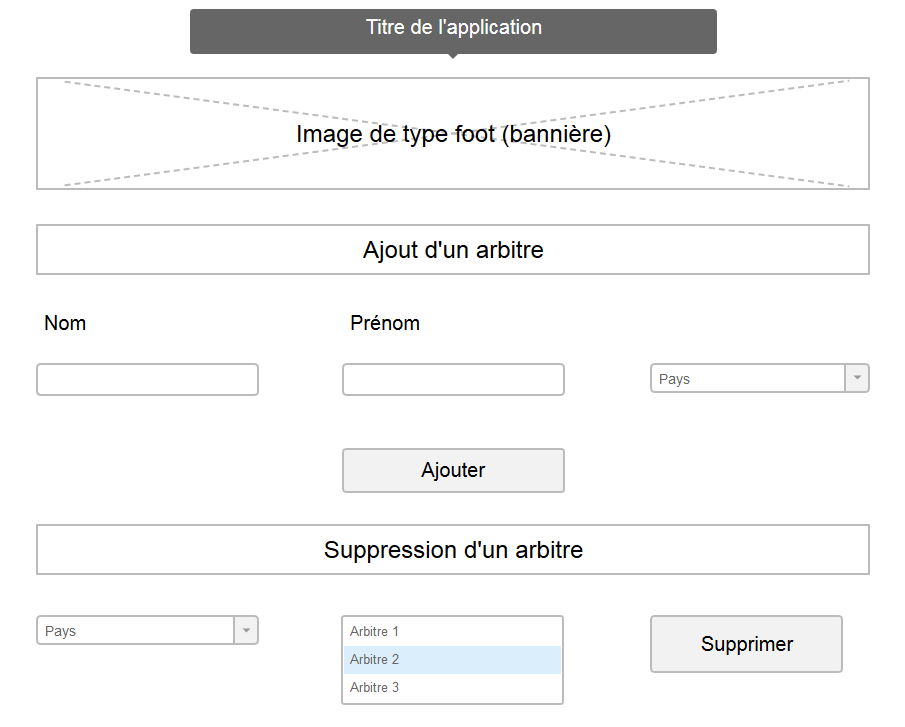 Titre de l'application
Image de type foot (bannière)
Ajout d'un arbitre
Nom
Prénom
Pays
Ajouter
Suppression d'un arbitre
Pays
Arbitre 1
Arbitre 2
Arbitre 3
Supprimer